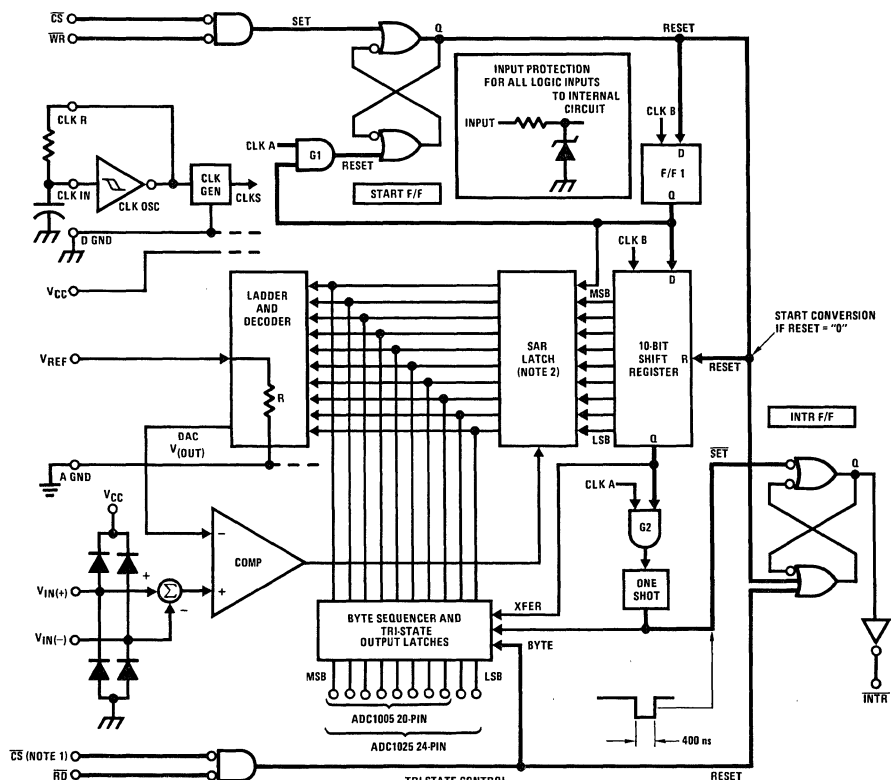 CS
WR
SET
Q
RESET
INPUT PROTECTION
FOR ALL LOGIC INPUTS
TO INTERNAL
CIRCUIT
INPUT
CLK B
D
F/F 1
Q
CLK R
CLK IN
CLK OSC
CLK
GEN
CLKS
CLK A
G1
RESET
START F/F
D GND
VCC
VREF
LADDER
AND
DECODER
R
MSB
SAR
LATCH
(NOTE 2)
LSB
CLK B
D
10-BIT
SHIFT
REGISTER
R
Q
RESET
START CONVERSION
IF RESET = "0"
INTR F/F
DAC
V(OUT)
A GND
VCC
VIN(+)
VIN(−)
+
Σ
−
−
+
COMP
CLK A
G2
ONE
SHOT
SET
Q
XFER
BYTE
BYTE SEQUENCER AND
TRI-STATE
OUTPUT LATCHES
MSB
LSB
ADC1005 20-PIN
ADC1025 24-PIN
400 ns
INTR
CS (NOTE 1)
RD
TRI-STATE CONTROL
RESET